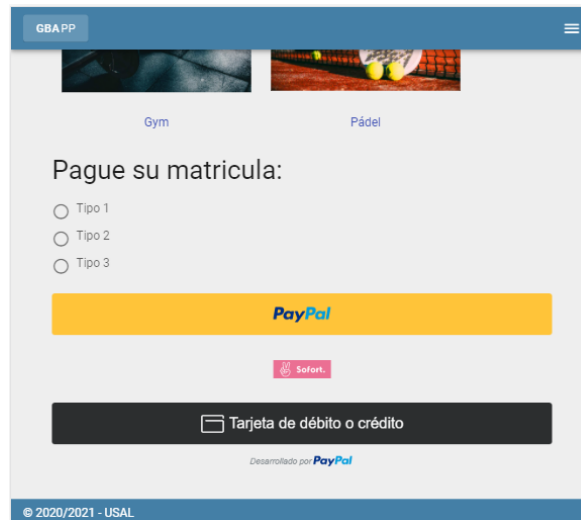 GBAPP
Gym Pádel
Pague su matricula:
Tipo 1
Tipo 2
Tipo 3
PayPal
Sofort.
Tarjeta de débito o crédito
Desarrollado por PayPal
© 2020/2021 - USAL